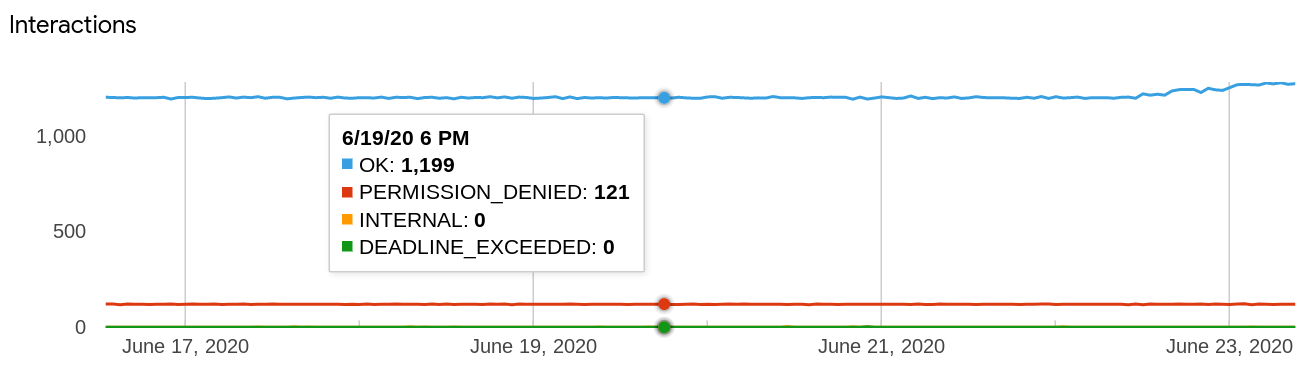 Interactions
1,000
6/19/20 6 PM
OK: 1,199
PERMISSION_DENIED: 121
INTERNAL: 0
DEADLINE_EXCEEDED: 0
500
0
June 17, 2020 June 19, 2020 June 21, 2020 June 23, 2020